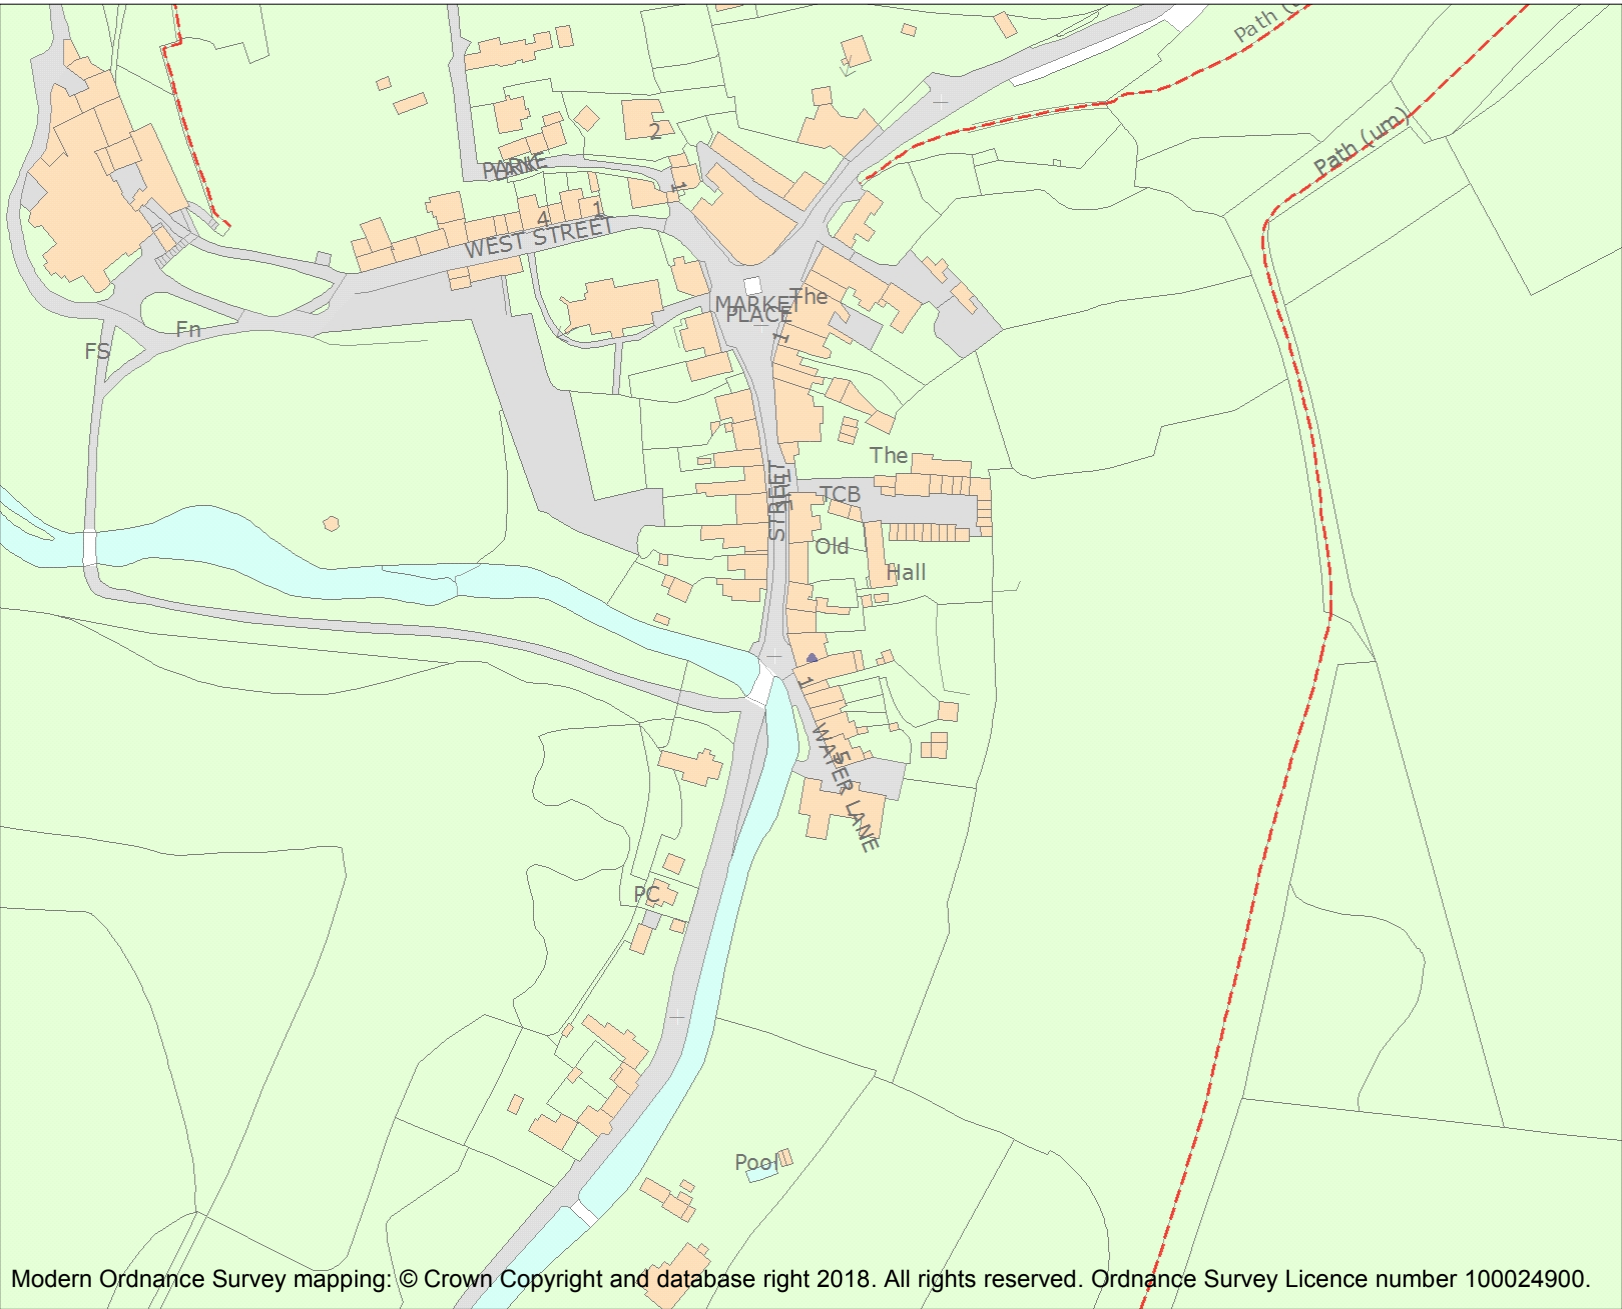 Path (u
Path (um)
2
PARK
LANE
1
4
1
WEST STREET
MARKET
PLACE
The
1
Fn
FS
The
TCB
STREET
Old
Hall
1
WATER LANE
5
PC
Pool
Modern Ordnance Survey mapping: © Crown Copyright and database right 2018. All rights reserved. Ordnance Survey Licence number 100024900.